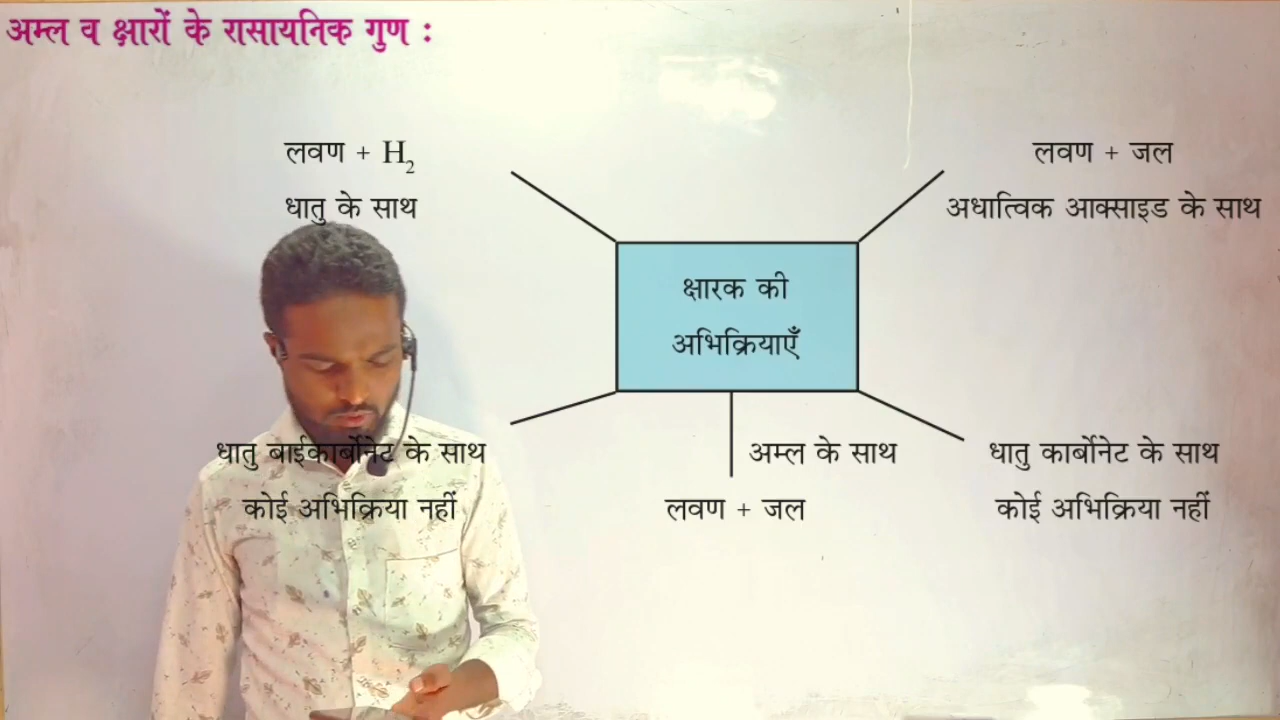 अम्ल व क्षारों के रासायनिक गुण :
लवण + H₂
धातु के साथ
लवण + जल
अधात्विक आक्साइड के साथ
क्षारक की
अभिक्रियाएँ
धातु बाईकार्बोनेट के साथ
कोई अभिक्रिया नहीं
अम्ल के साथ
लवण + जल
धातु कार्बोनेट के साथ
कोई अभिक्रिया नहीं